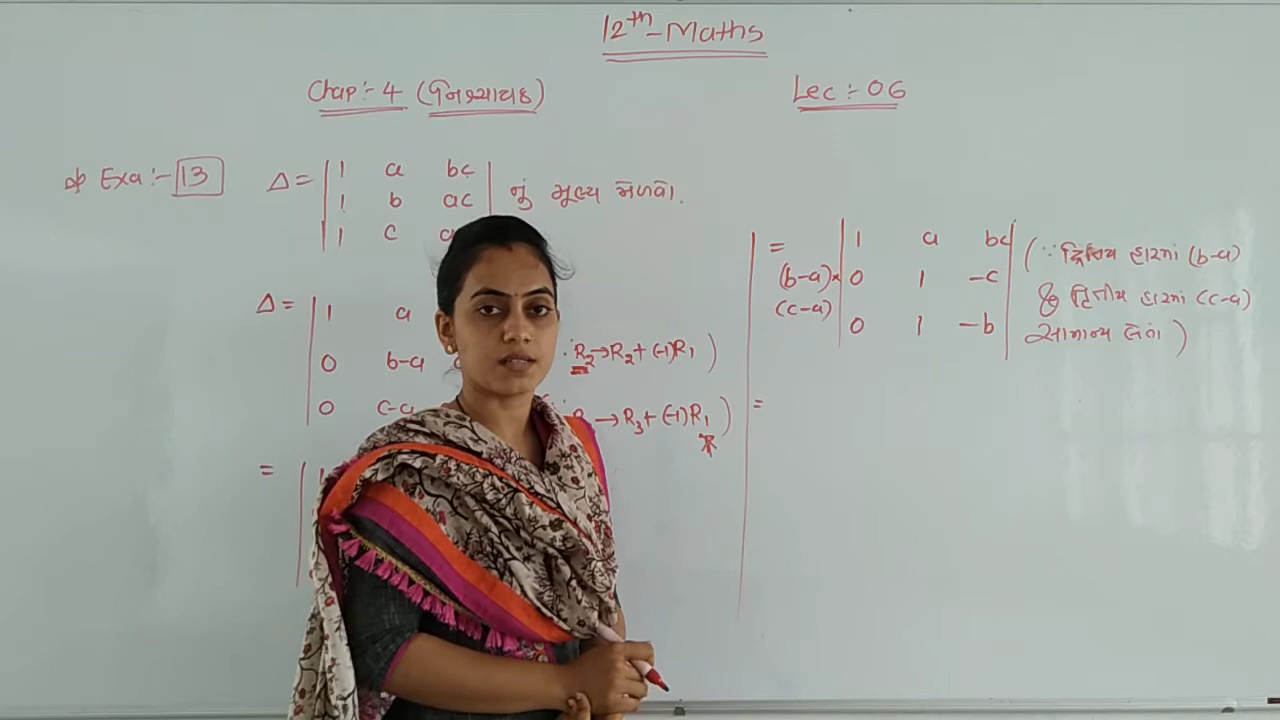 12th - Maths
Chap :- 4 (નિશ્ચાયક)
Lec :- 06
Exa :- 13 Δ = | 1 a bc |
| 1 b ac | નું મૂલ્ય મેળવો.
| 1 c
Δ = | 1 a
0 b-a R₂→R₂+(-1)R₁ )
0 c-a → R₃+(-1)R₁ )
= |
= | 1 a bc | (∵ દ્વિતીય હારમાં (b-a)
(b-a)× | 0 1 -c | & તૃતીય હારમાં (c-a)
(c-a) | 0 1 -b | સામાન્ય લેતાં )
=